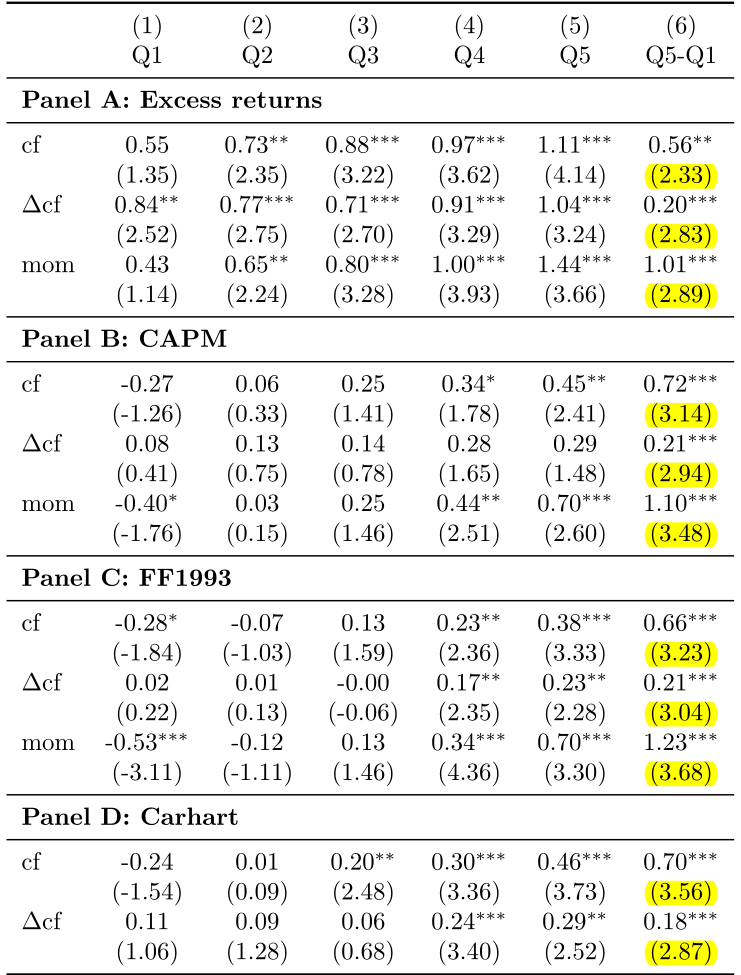 (1) (2) (3) (4) (5) (6)
Q1 Q2 Q3 Q4 Q5 Q5-Q1
Panel A: Excess returns
cf 0.55 0.73** 0.88*** 0.97*** 1.11*** 0.56**
(1.35) (2.35) (3.22) (3.62) (4.14) (2.33)
Δcf 0.84** 0.77*** 0.71*** 0.91*** 1.04*** 0.20***
(2.52) (2.75) (2.70) (3.29) (3.24) (2.83)
mom 0.43 0.65** 0.80*** 1.00*** 1.44*** 1.01***
(1.14) (2.24) (3.28) (3.93) (3.66) (2.89)
Panel B: CAPM
cf -0.27 0.06 0.25 0.34* 0.45** 0.72***
(-1.26) (0.33) (1.41) (1.78) (2.41) (3.14)
Δcf 0.08 0.13 0.14 0.28 0.29 0.21***
(0.41) (0.75) (0.78) (1.65) (1.48) (2.94)
mom -0.40* 0.03 0.25 0.44** 0.70*** 1.10***
(-1.76) (0.15) (1.46) (2.51) (2.60) (3.48)
Panel C: FF1993
cf -0.28* -0.07 0.13 0.23** 0.38*** 0.66***
(-1.84) (-1.03) (1.59) (2.36) (3.33) (3.23)
Δcf 0.02 0.01 -0.00 0.17** 0.23** 0.21***
(0.22) (0.13) (-0.06) (2.35) (2.28) (3.04)
mom -0.53*** -0.12 0.13 0.34*** 0.70*** 1.23***
(-3.11) (-1.11) (1.46) (4.36) (3.30) (3.68)
Panel D: Carhart
cf -0.24 0.01 0.20** 0.30*** 0.46*** 0.70***
(-1.54) (0.09) (2.48) (3.36) (3.73) (3.56)
Δcf 0.11 0.09 0.06 0.24*** 0.29** 0.18***
(1.06) (1.28) (0.68) (3.40) (2.52) (2.87)